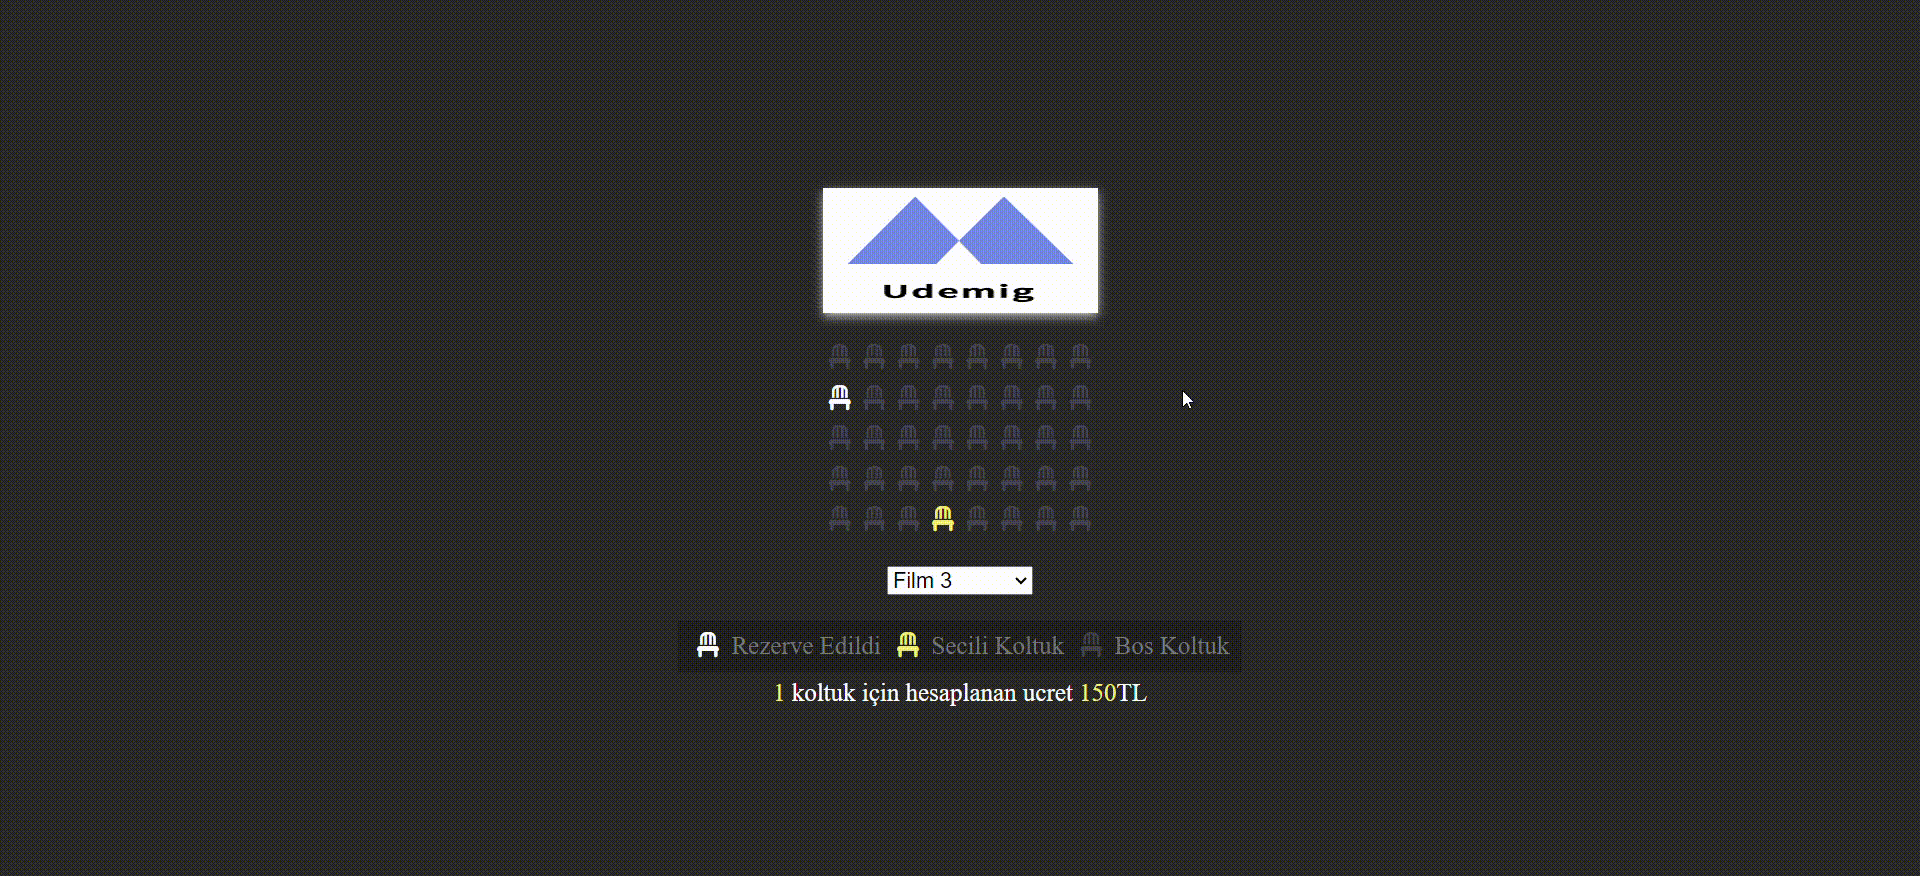 Udemig
Film 3
Rezerve Edildi Secili Koltuk Bos Koltuk
1 koltuk için hesaplanan ucret 150TL